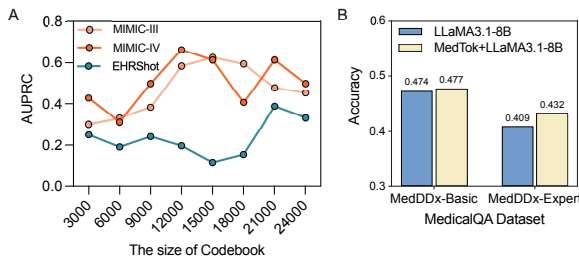 A
MIMIC-III
MIMIC-IV
EHRShot
AUPRC
0.8
0.6
0.4
0.2
0.0
3000
6000
9000
12000
15000
18000
21000
24000
The size of Codebook
B
LLaMA3.1-8B
MedTok+LLaMA3.1-8B
Accuracy
0.6
0.5
0.4
0.3
0.474
0.477
0.409
0.432
MedDDx-Basic
MedDDx-Expert
MedicalQA Dataset